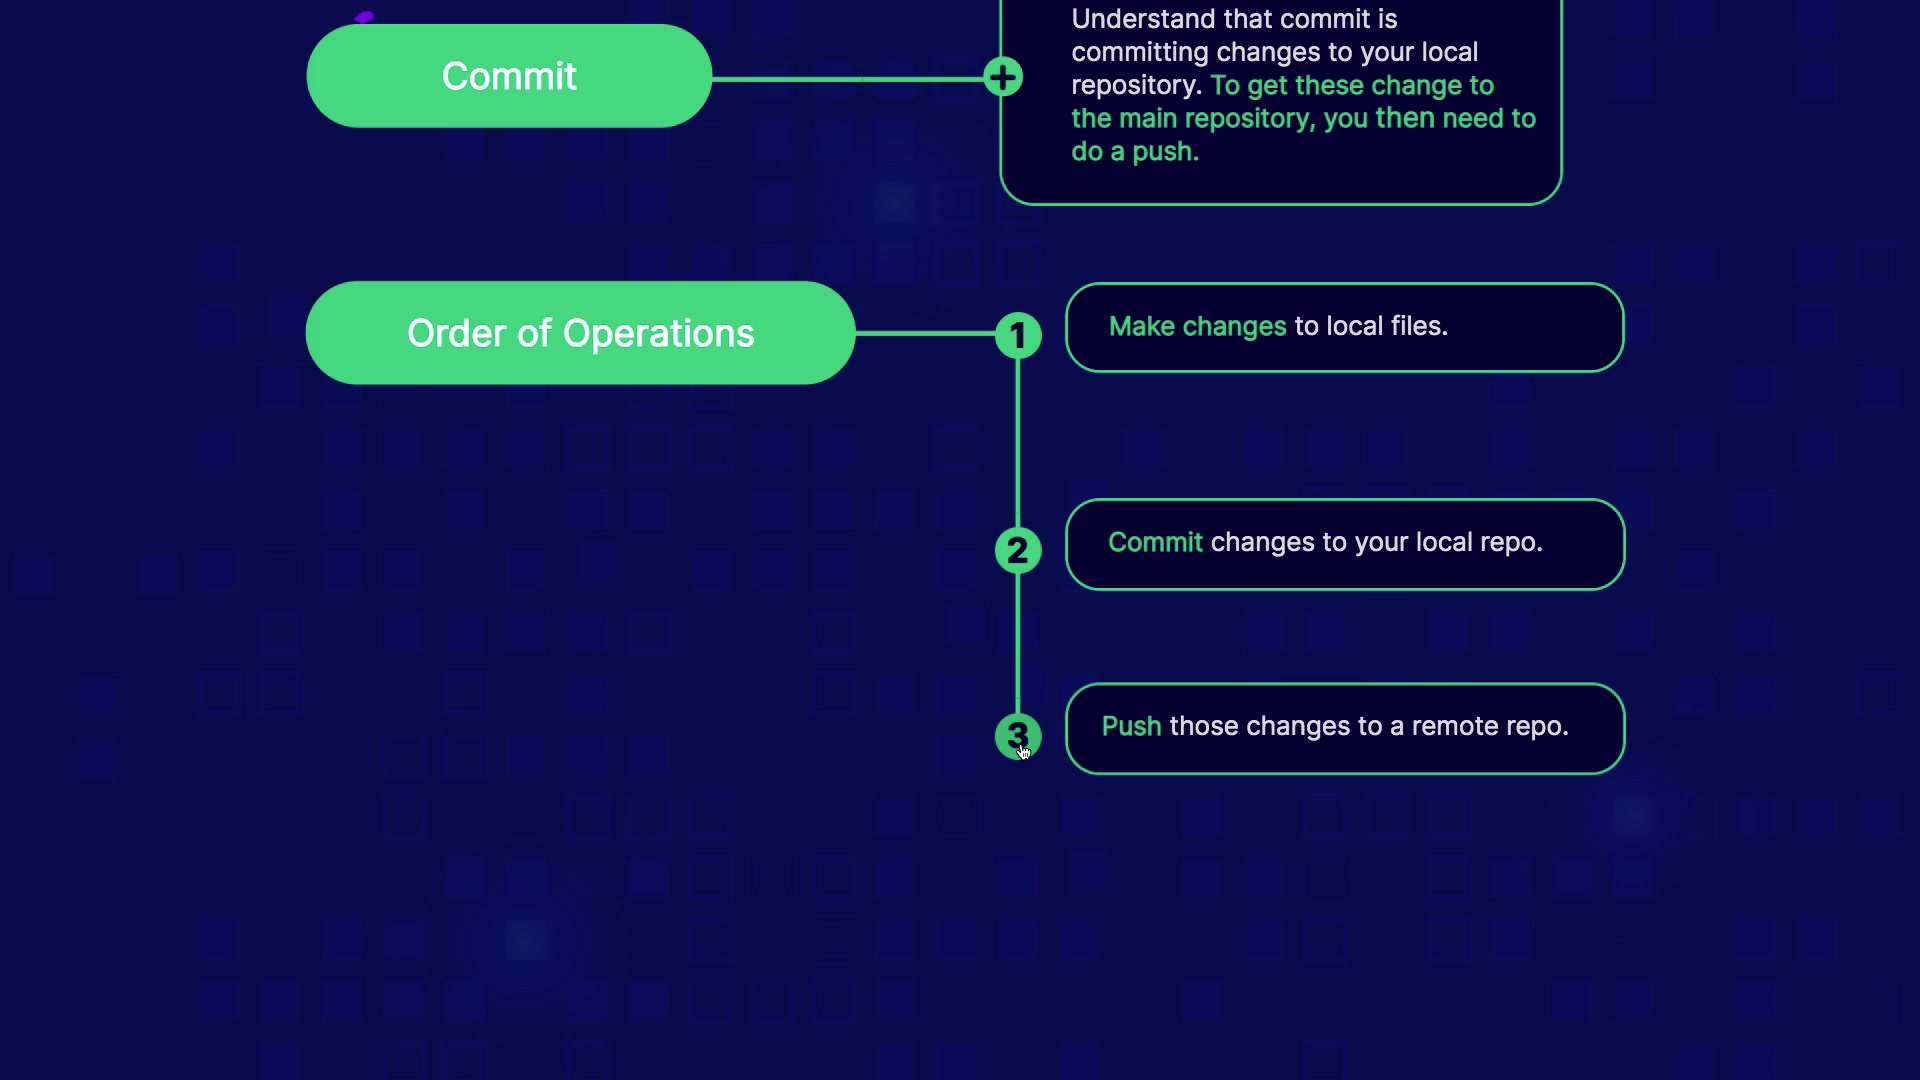 Understand that commit is
committing changes to your local
repository. To get these change to
the main repository, you then need to
do a push.
Commit
Order of Operations
1
Make changes to local files.
2
Commit changes to your local repo.
3
Push those changes to a remote repo.